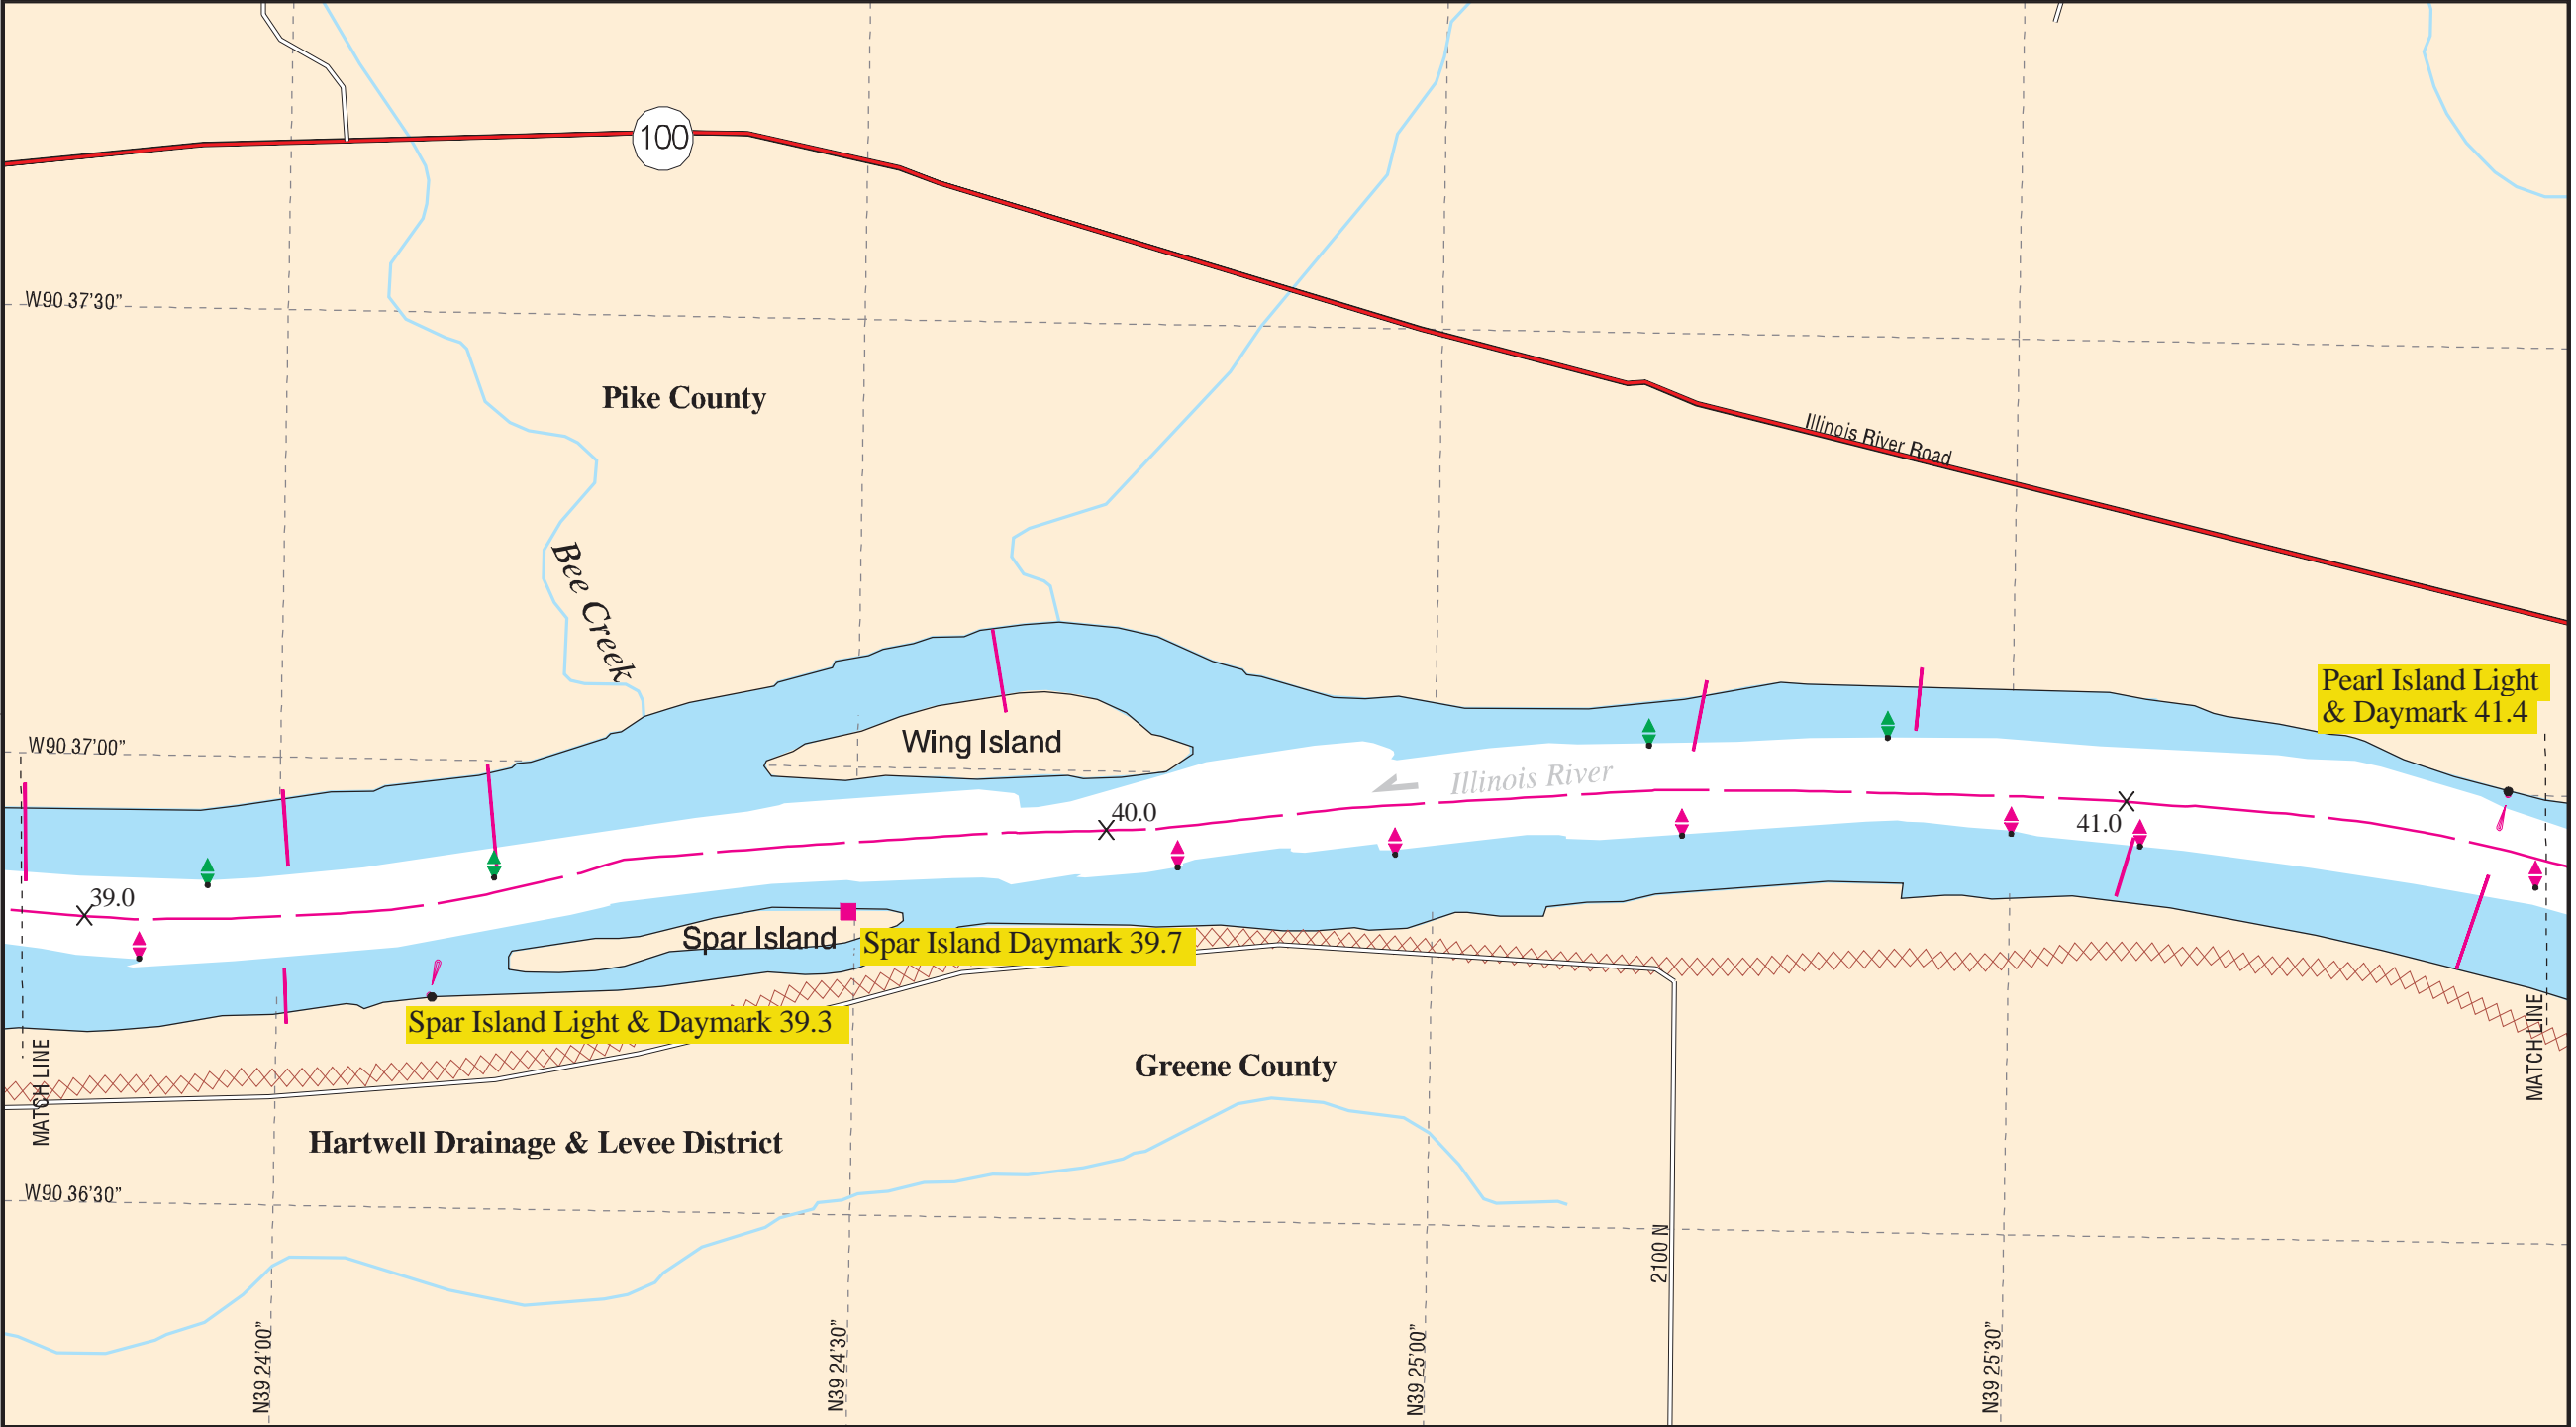 100
W90 37'30”
Pike County
Illinois River Road
Bee Creek
Pearl Island Light
& Daymark 41.4
Wing Island
W90 37'00”
Illinois River
40.0
41.0
39.0
Spar Island
Spar Island Daymark 39.7
Spar Island Light & Daymark 39.3
MATCH LINE
MATCH LINE
Greene County
Hartwell Drainage & Levee District
W90 36'30”
2100 N
N39 24'00”
N39 24'30”
N39 25'00”
N39 25'30”